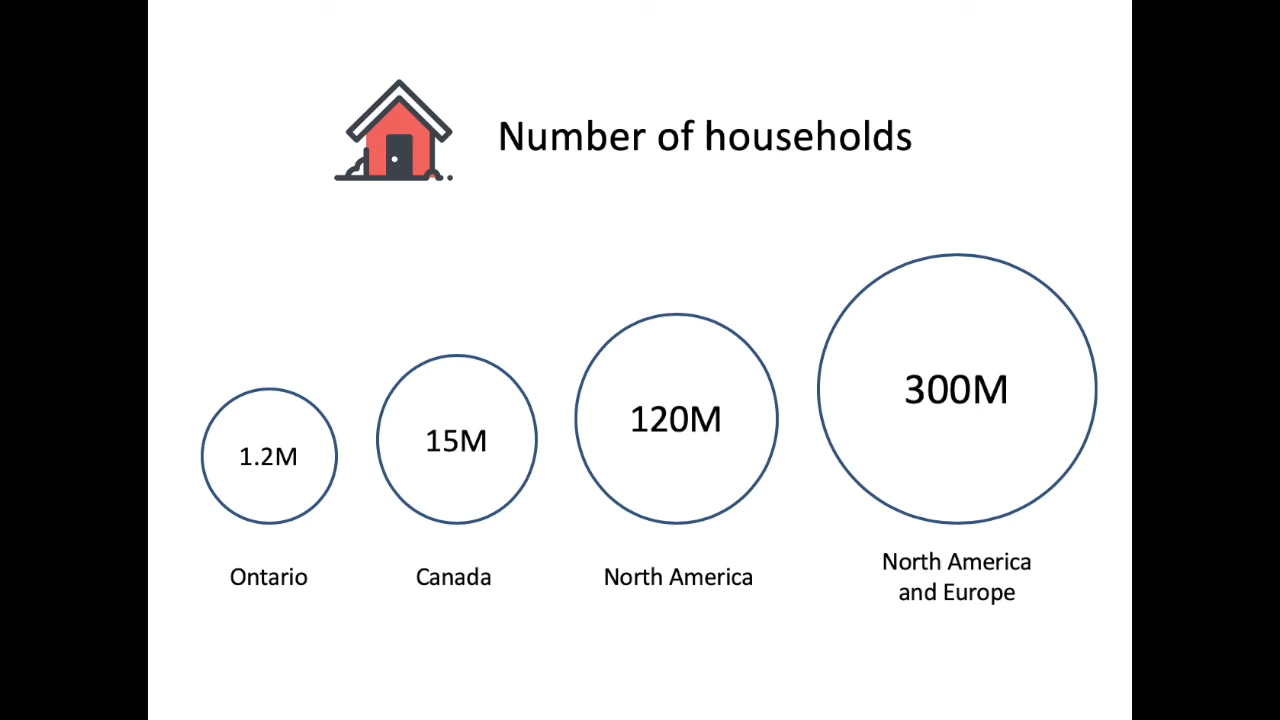 Number of households
1.2M
15M
120M
300M
Ontario
Canada
North America
North America
and Europe